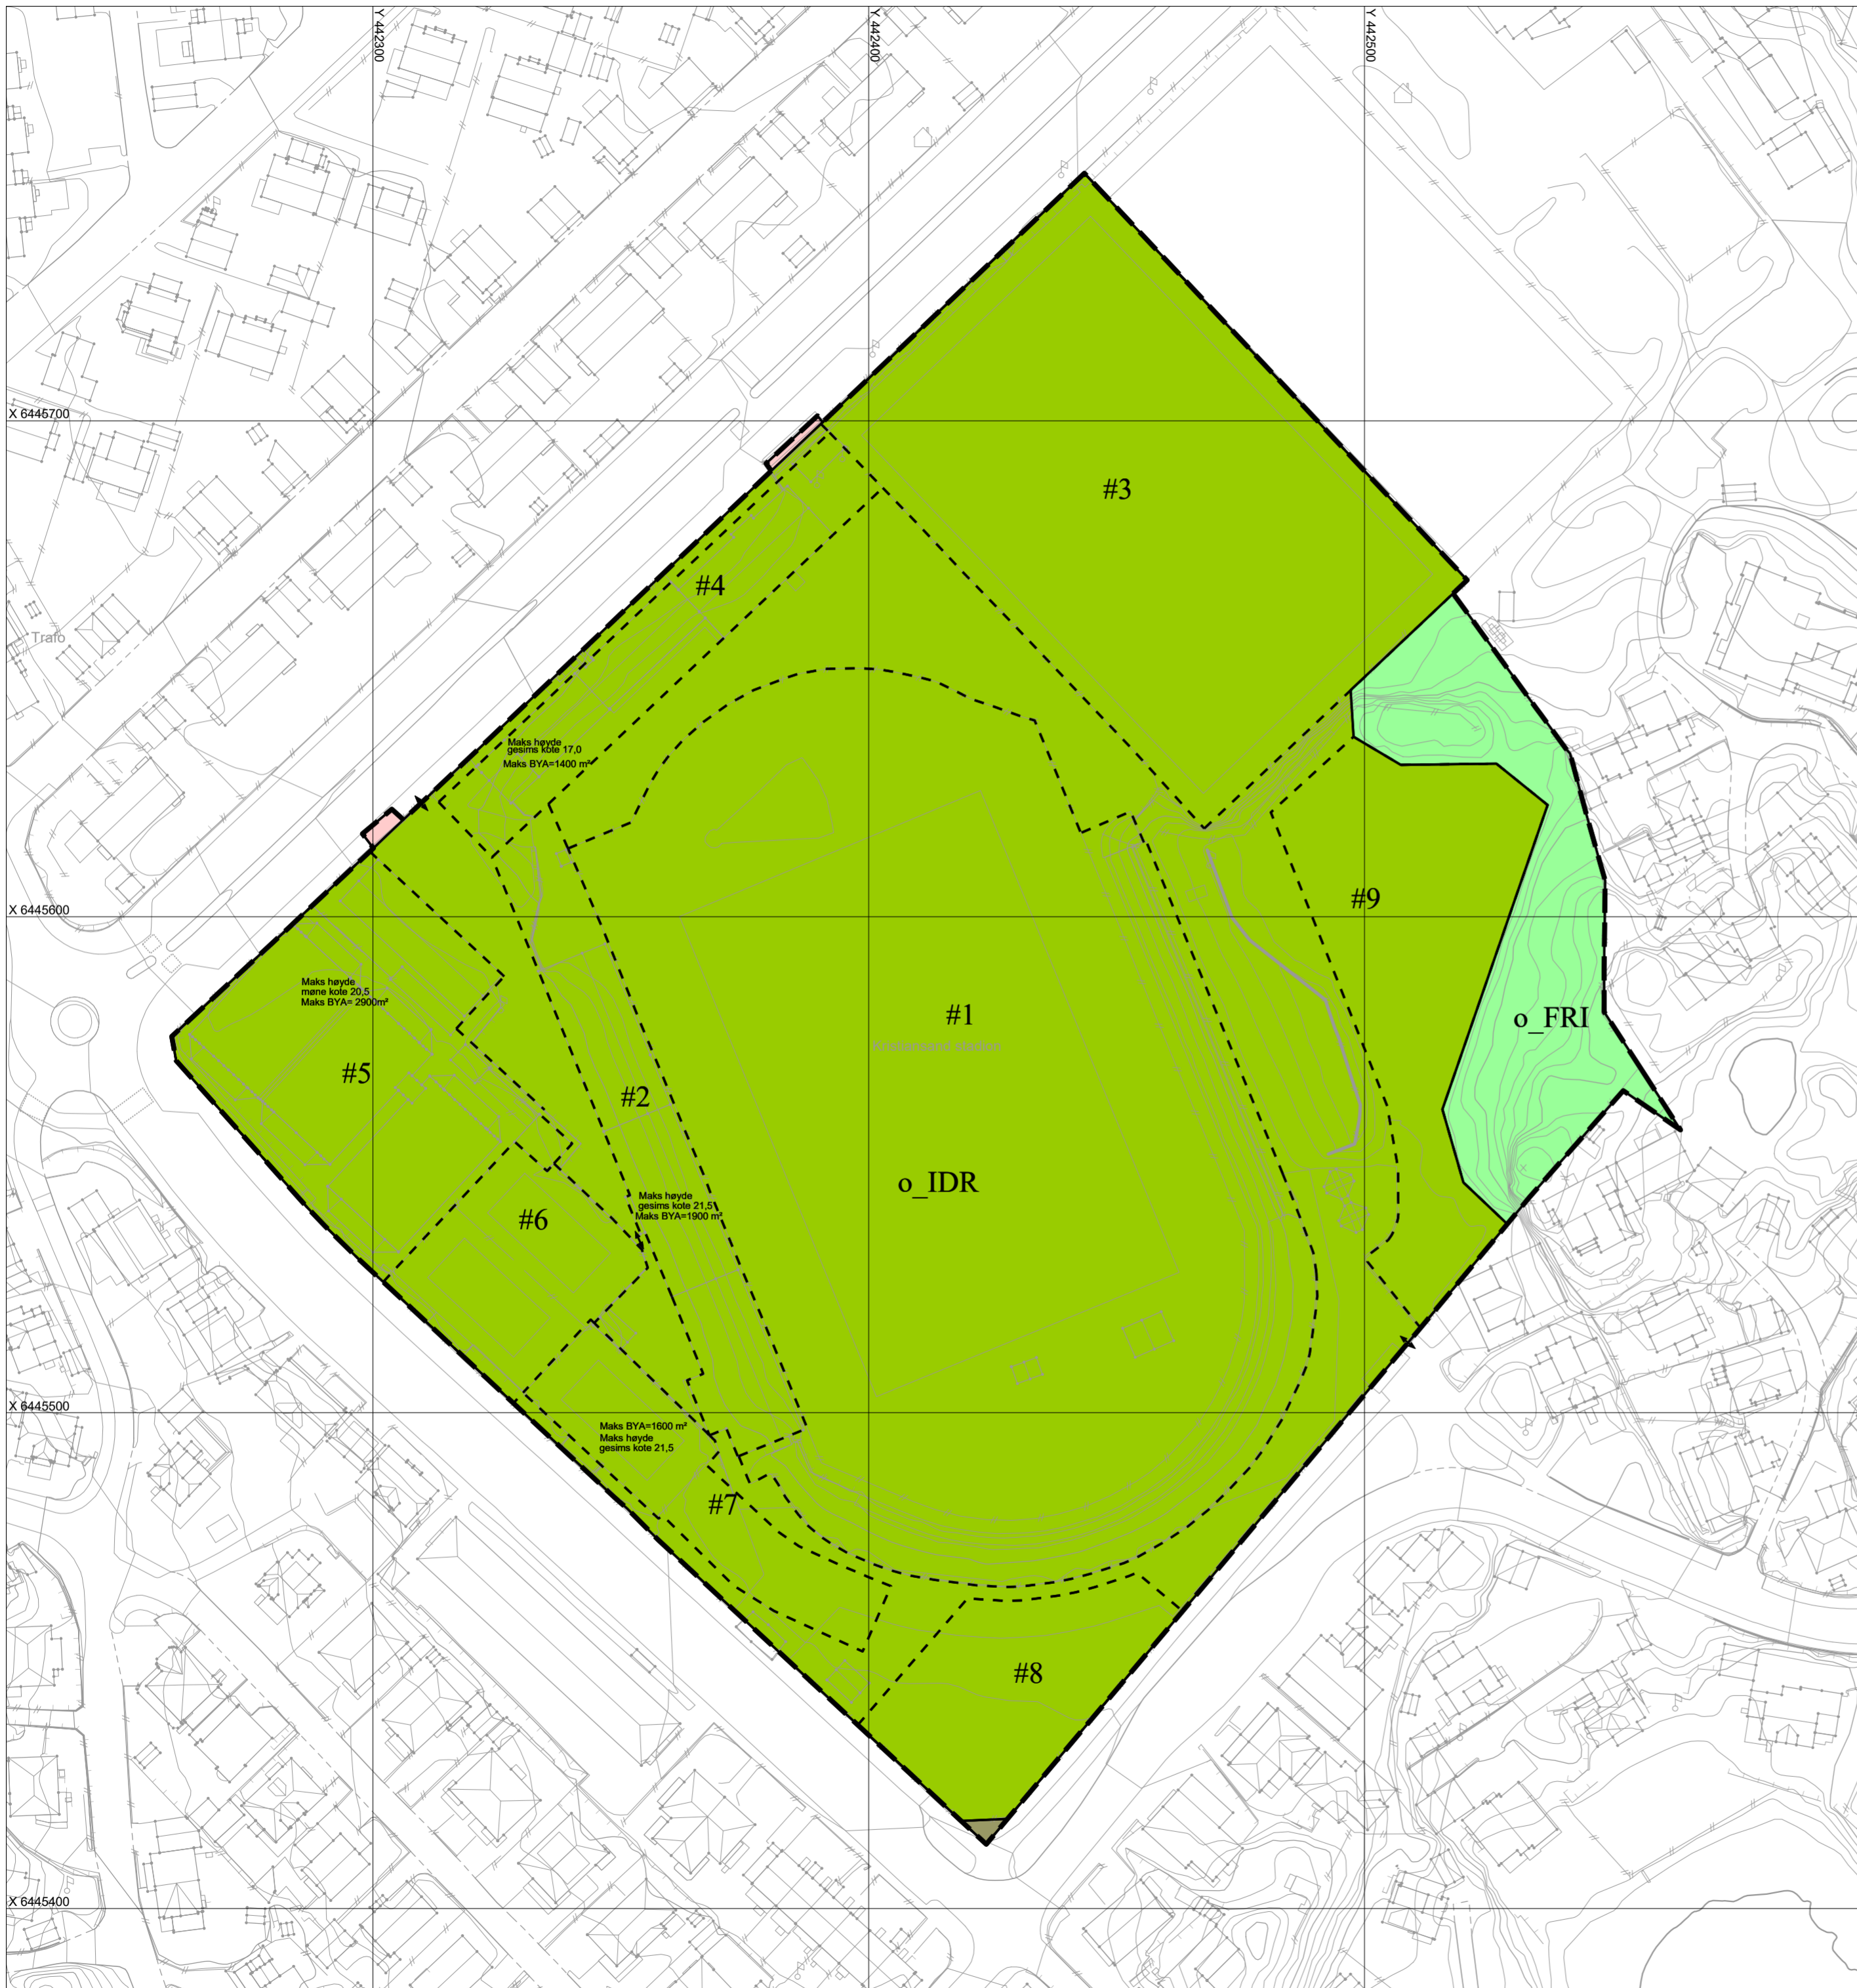 Y 442300
Y 442400
Y 442500
X 6445700
#3
#4
Trafo
Maks høyde
gesims kote 17,0
Maks BYA=1400 m²
X 6445600
#9
Maks høyde
møne kote 20,5
Maks BYA= 2900m²
#1
o_FRI
Kristiansand stadion
#5
#2
o_IDR
Maks høyde
gesims kote 21,5
Maks BYA=1900 m²
#6
X 6445500
Maks BYA=1600 m²
Maks høyde
gesims kote 21,5
#7
#8
X 6445400